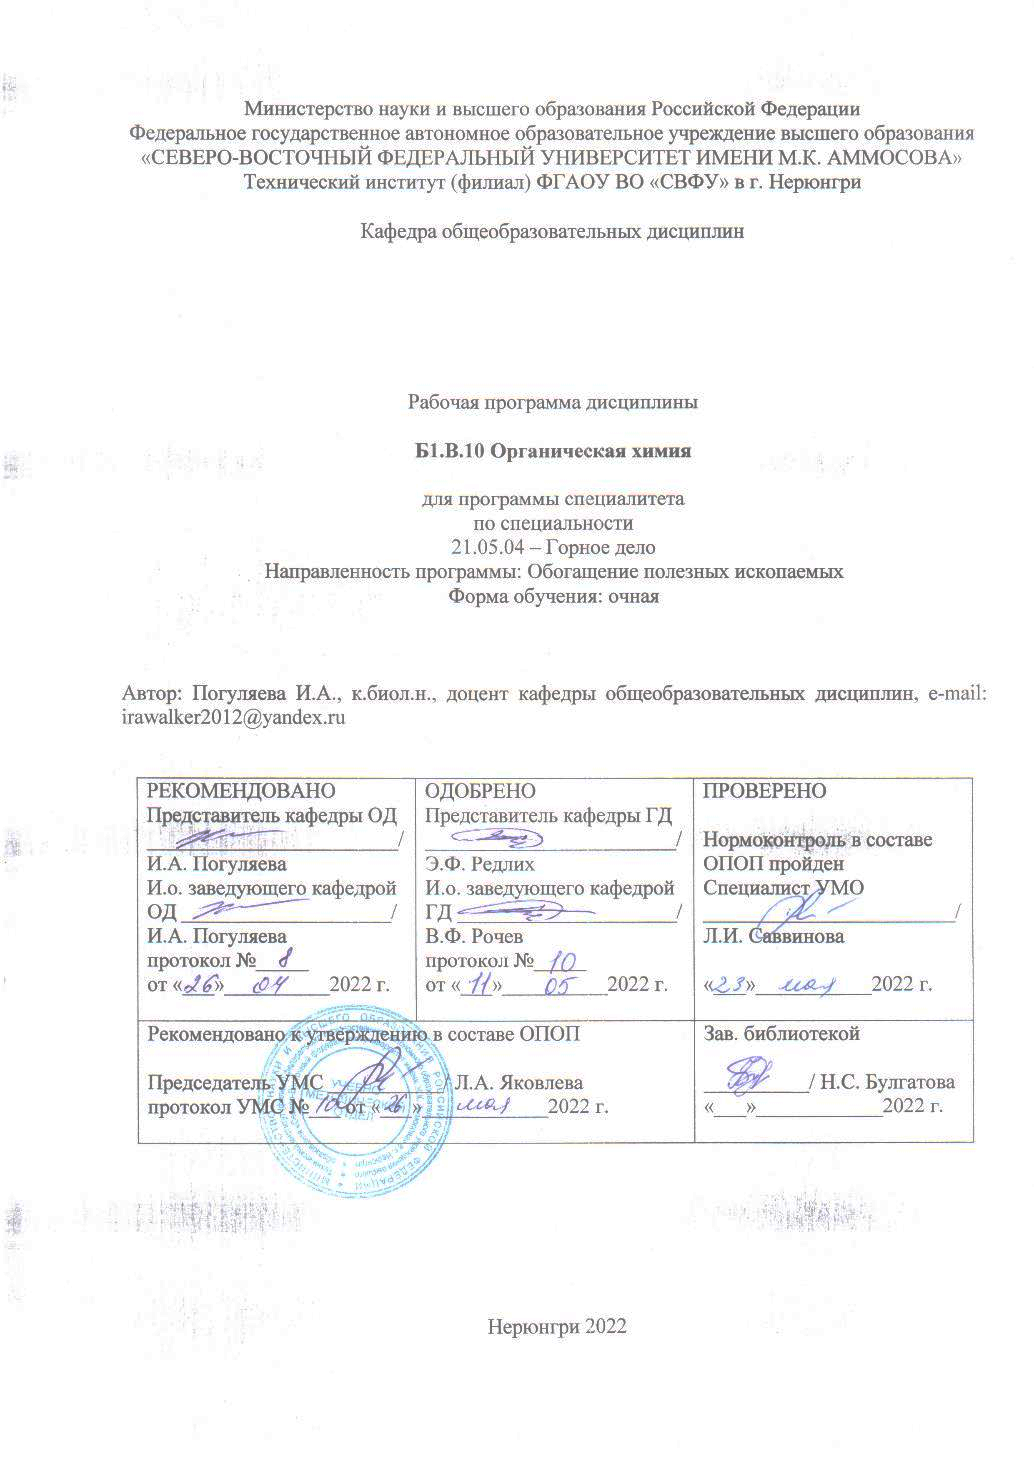 Министерство науки и высшего образования Российской Федерации
Федеральное государственное автономное образовательное учреждение высшего образования
«СЕВЕРО-ВОСТОЧНЫЙ ФЕДЕРАЛЬНЫЙ УНИВЕРСИТЕТ ИМЕНИ М.К. АММОСОВА»
Технический институт (филиал) ФГАОУ ВО «СВФУ» в г. Нерюнгри
Кафедра общеобразовательных дисциплин
Рабочая программа дисциплины
Б1.В.10 Органическая химия
для программы специалитета
по специальности
21.05.04 – Горное дело
Направленность программы: Обогащение полезных ископаемых
Форма обучения: очная
Автор: Погуляева И.А., к.биол.н., доцент кафедры общеобразовательных дисциплин, e-mail:
irawalker2012@yandex.ru
РЕКОМЕНДОВАНО
Представитель кафедры ОД
/
И.А. Погуляева
И.о. заведующего кафедрой
ОД /
И.А. Погуляева
протокол № 8
от «26» 04 2022 г.
ОДОБРЕНО
Представитель кафедры ГД
/
Э.Ф. Редлих
И.о. заведующего кафедрой
ГД /
В.Ф. Рочев
протокол № 10
от «11» 05 2022 г.
ПРОВЕРЕНО
Нормоконтроль в составе
ОПОП пройден
Специалист УМО
/
Л.И. Саввинова
«23» мая 2022 г.
Рекомендовано к утверждению в составе ОПОП
Председатель УМС / Л.А. Яковлева
протокол УМС № 10 от «26» мая 2022 г.
Зав. библиотекой
/ Н.С. Булгатова
«___»____________2022 г.
УЧЕБНО-
МЕТОДИЧЕСКИЙ
ОТДЕЛ
Нерюнгри 2022